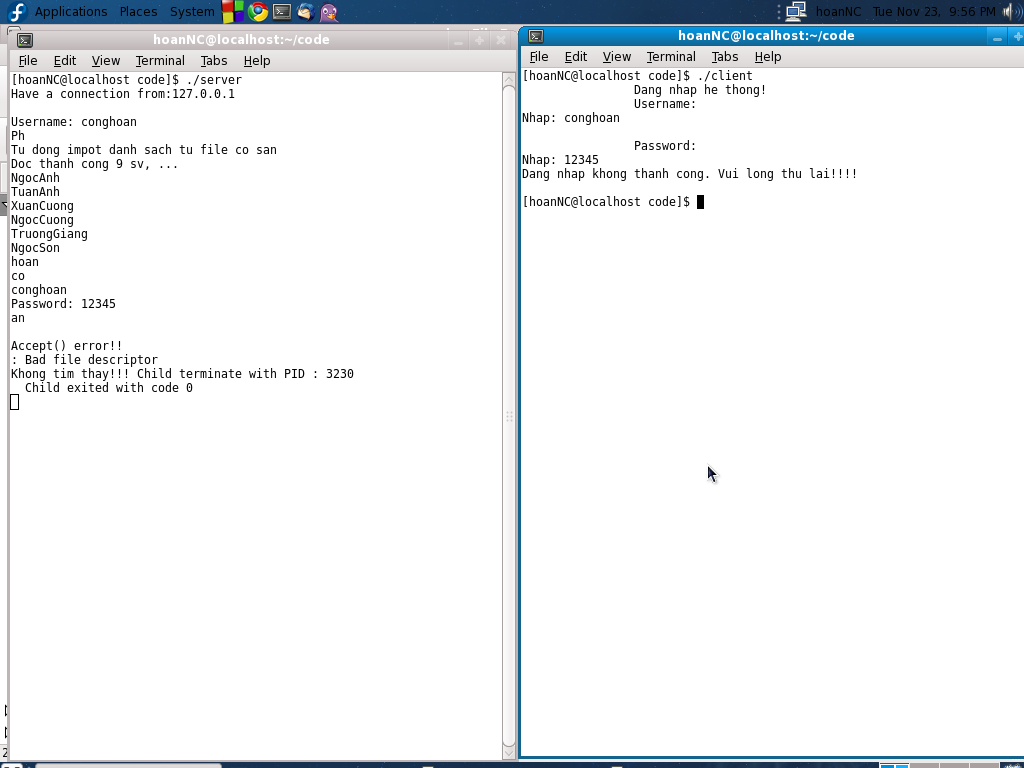 Applications Places System
hoanNC Tue Nov 23, 9:56 PM
hoanNC@localhost:~/code
File Edit View Terminal Tabs Help
[hoanNC@localhost code]$ ./server
Have a connection from:127.0.0.1
Username: conghoan
Ph
Tu dong impot danh sach tu file co san
Doc thanh cong 9 sv, ...
NgocAnh
TuanAnh
XuanCuong
NgocCuong
TruongGiang
NgocSon
hoan
co
conghoan
Password: 12345
an
Accept() error!!
: Bad file descriptor
Khong tim thay!!! Child terminate with PID : 3230
Child exited with code 0
hoanNC@localhost:~/code
File Edit View Terminal Tabs Help
[hoanNC@localhost code]$ ./client
Dang nhap he thong!
Username:
Nhap: conghoan
Password:
Nhap: 12345
Dang nhap khong thanh cong. Vui long thu lai!!!!
[hoanNC@localhost code]$